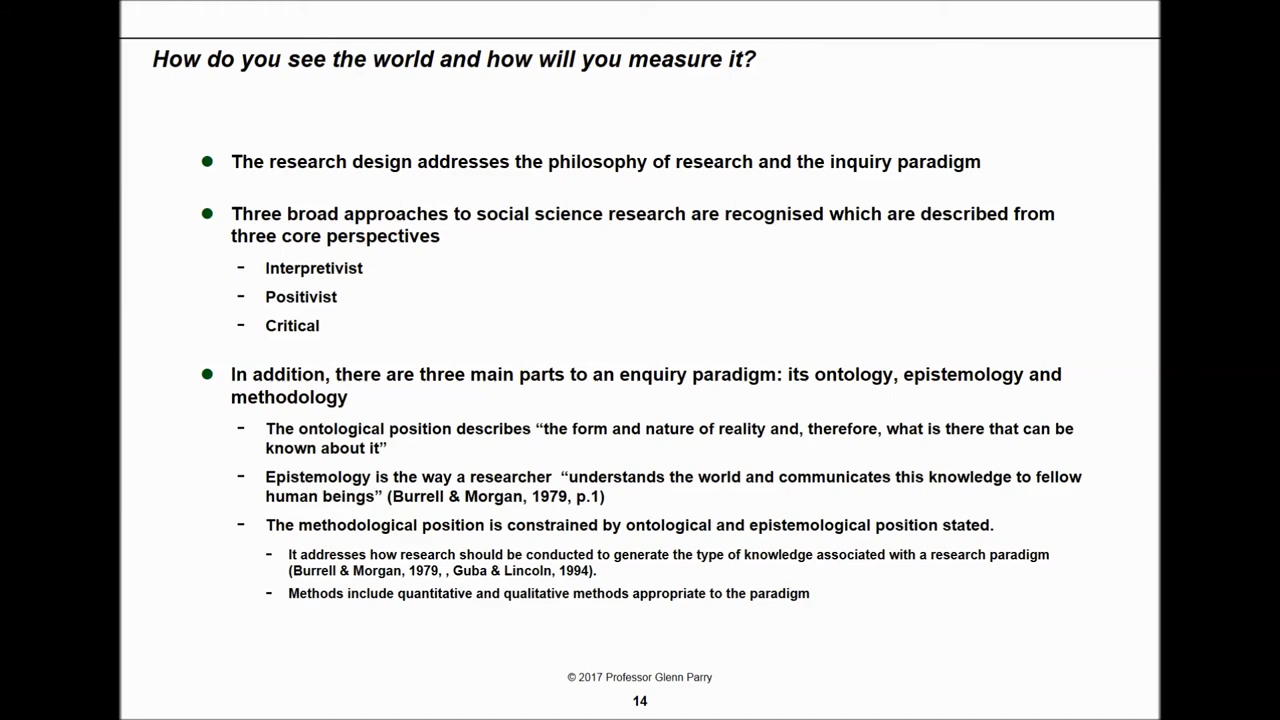 How do you see the world and how will you measure it?
● The research design addresses the philosophy of research and the inquiry paradigm
● Three broad approaches to social science research are recognised which are described from
three core perspectives
- Interpretivist
- Positivist
- Critical
● In addition, there are three main parts to an enquiry paradigm: its ontology, epistemology and
methodology
- The ontological position describes “the form and nature of reality and, therefore, what is there that can be
known about it”
- Epistemology is the way a researcher “understands the world and communicates this knowledge to fellow
human beings” (Burrell & Morgan, 1979, p.1)
- The methodological position is constrained by ontological and epistemological position stated.
- It addresses how research should be conducted to generate the type of knowledge associated with a research paradigm
(Burrell & Morgan, 1979, , Guba & Lincoln, 1994).
- Methods include quantitative and qualitative methods appropriate to the paradigm
© 2017 Professor Glenn Parry
14